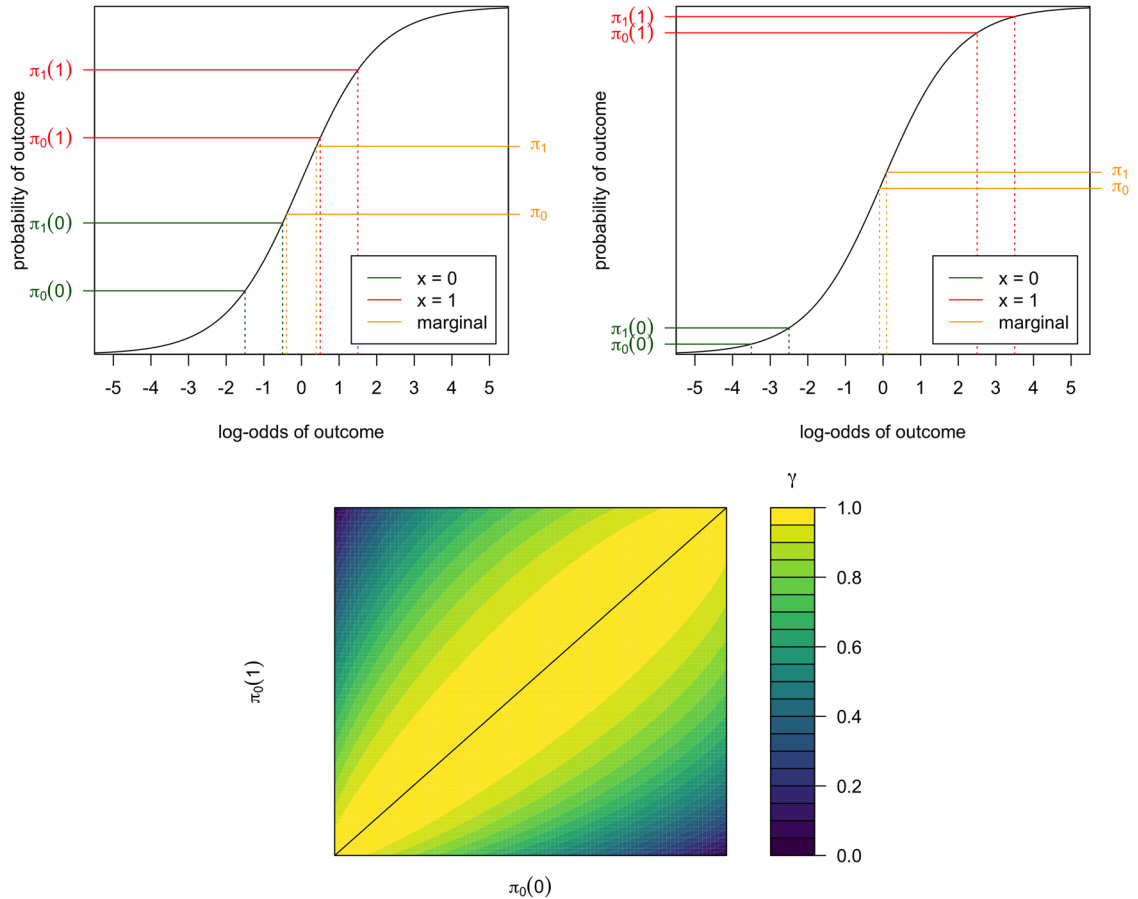 probability of outcome
π₁(1)
π₀(1)
π₁(0)
π₀(0)
π₁
π₀
x = 0
x = 1
marginal
-5 -4 -3 -2 -1 0 1 2 3 4 5
log-odds of outcome
probability of outcome
π₁(1)
π₀(1)
π₁(0)
π₀(0)
π₁
π₀
x = 0
x = 1
marginal
-5 -4 -3 -2 -1 0 1 2 3 4 5
log-odds of outcome
γ
π₀(1)
1.0
0.8
0.6
0.4
0.2
0.0
π₀(0)